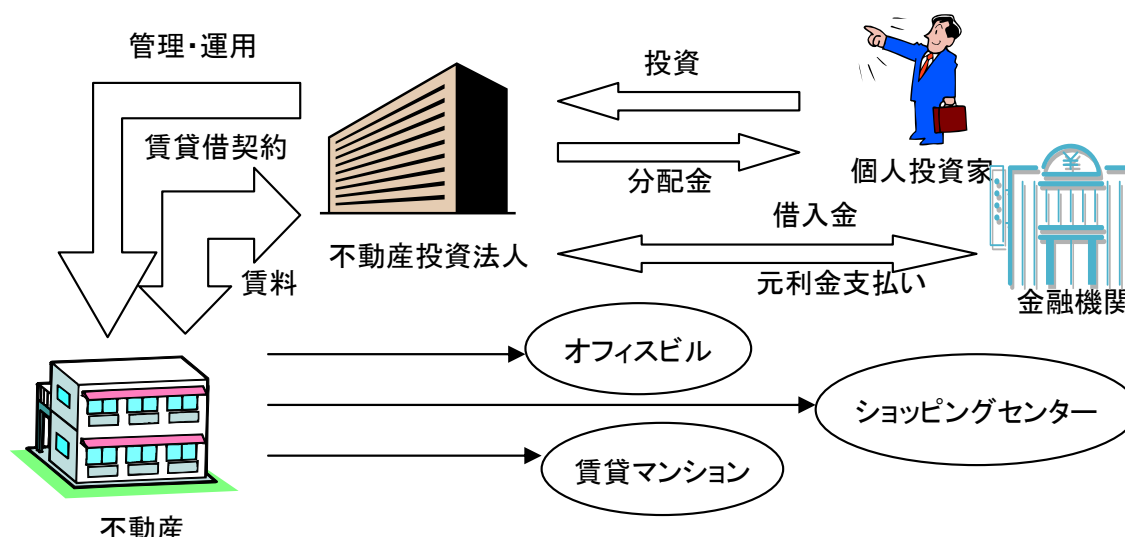 管理・運用
投資
賃貸借契約
分配金
個人投資家
¥
借入金
不動産投資法人
賃料
元利金支払い
金融機関
オフィスビル
ショッピングセンター
賃貸マンション
不動産